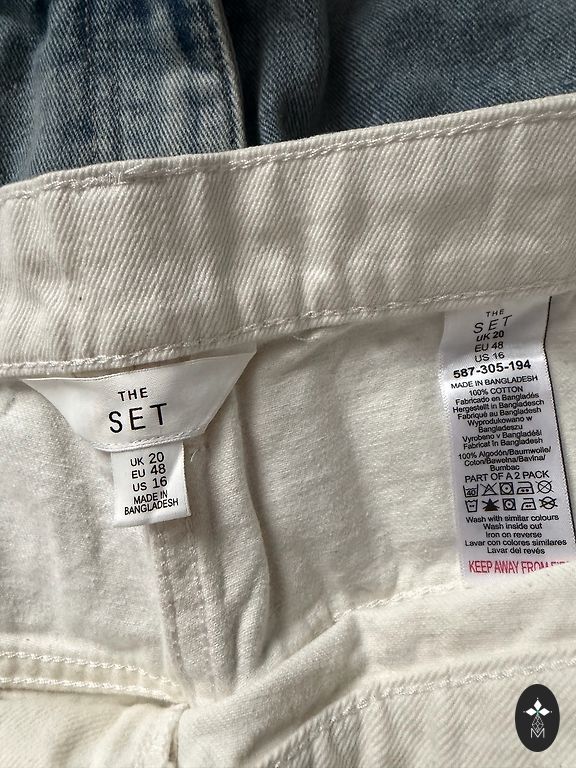 THE
SET
UK 20
EU 48
US 16
MADE IN
BANGLADESH
THE
SET
UK 20
EU 48
US 16
587-305-194
MADE IN BANGLADESH
100% COTTON
Fabricado en Bangladés
Hergestellt in Bangladesch
Fabriqué au Bangladesh
Wyprodukowano w
Bangladeszu
Vyrobeno v Bangladéši
Fabricat în Bangladesh
100% Algodón/Baumwolle/
Coton/Bawełna/Bavlna/
Bumbac
PART OF A 2 PACK
40
Wash with similar colours
Wash inside out
Iron on reverse
Lavar con colores similares
Lavar del revés
KEEP AWAY FROM
M